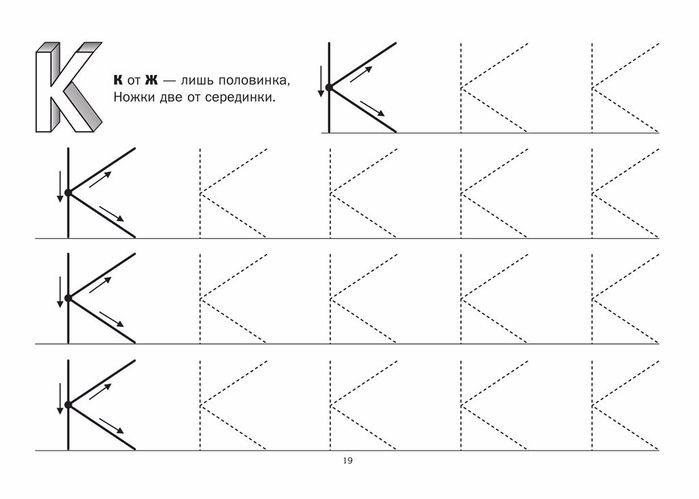 К
К от Ж — лишь половинка,
Ножки две от серединки.
К К К
К К К К К
К К К К К
К К К К К
19